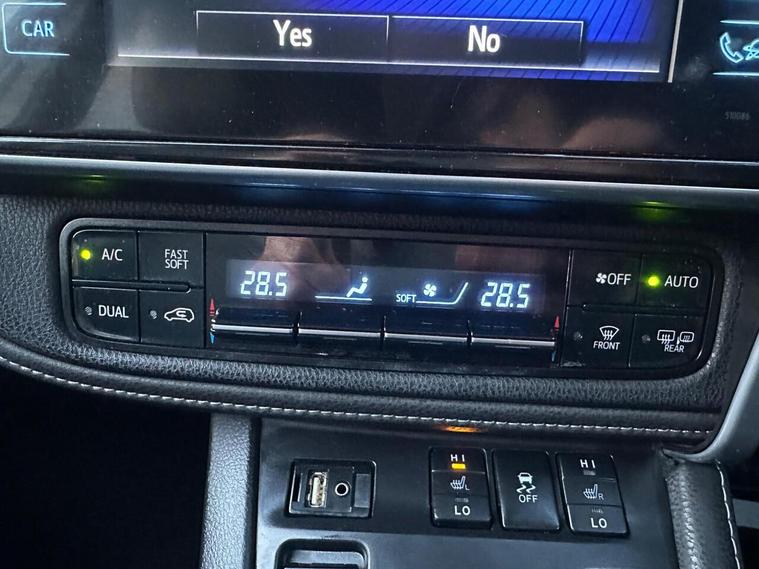 CAR
Yes
No
510086
A/C
FAST
SOFT
28.5
SOFT
28.5
OFF
AUTO
DUAL
FRONT
REAR
HI
L
LO
OFF
HI
R
LO